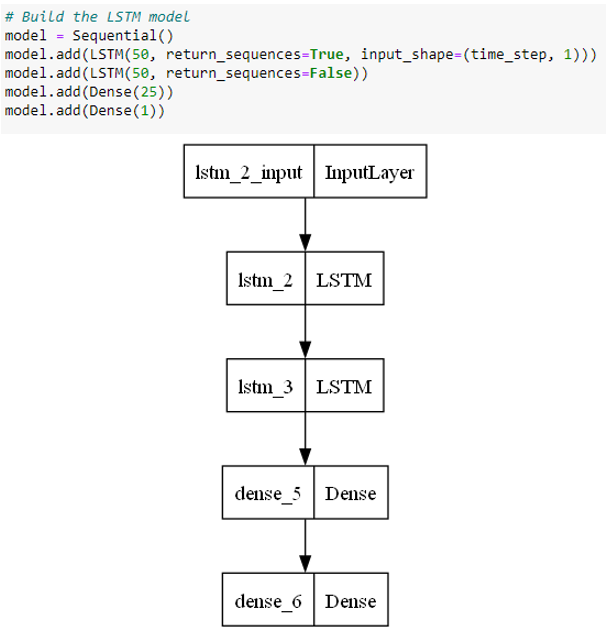 # Build the LSTM model
model = Sequential()
model.add(LSTM(50, return_sequences=True, input_shape=(time_step, 1)))
model.add(LSTM(50, return_sequences=False))
model.add(Dense(25))
model.add(Dense(1))
lstm_2_input InputLayer
lstm_2 LSTM
lstm_3 LSTM
dense_5 Dense
dense_6 Dense